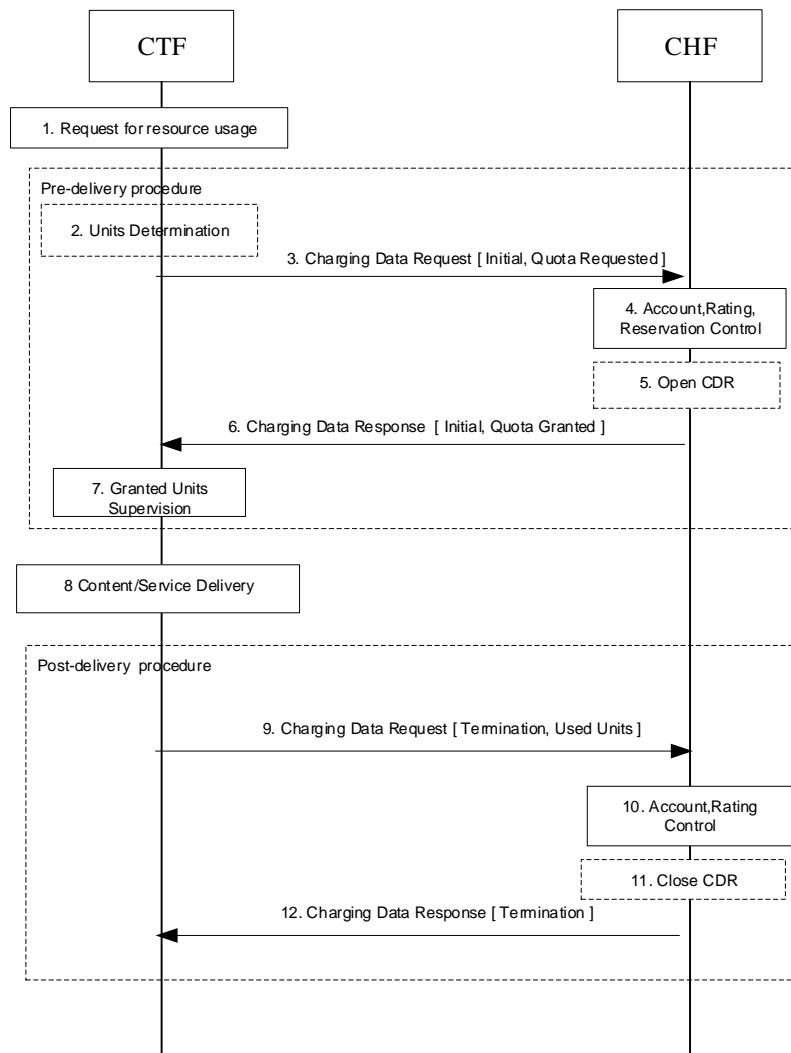 CTF
CHF
1. Request for resource usage
Pre-delivery procedure
2. Units Determination
3. Charging Data Request [ Initial, Quota Requested ]
4. Account,Rating,
Reservation Control
5. Open CDR
6. Charging Data Response [ Initial, Quota Granted ]
7. Granted Units
Supervision
8 Content/Service Delivery
Post-delivery procedure
9. Charging Data Request [ Termination, Used Units ]
10. Account,Rating
Control
11. Close CDR
12. Charging Data Response [ Termination ]